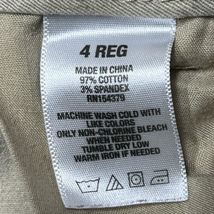 4 REG
MADE IN CHINA
97% COTTON
3% SPANDEX
RN154379
MACHINE WASH COLD WITH
LIKE COLORS
ONLY NON-CHLORINE BLEACH
WHEN NEEDED
TUMBLE DRY LOW
WARM IRON IF NEEDED